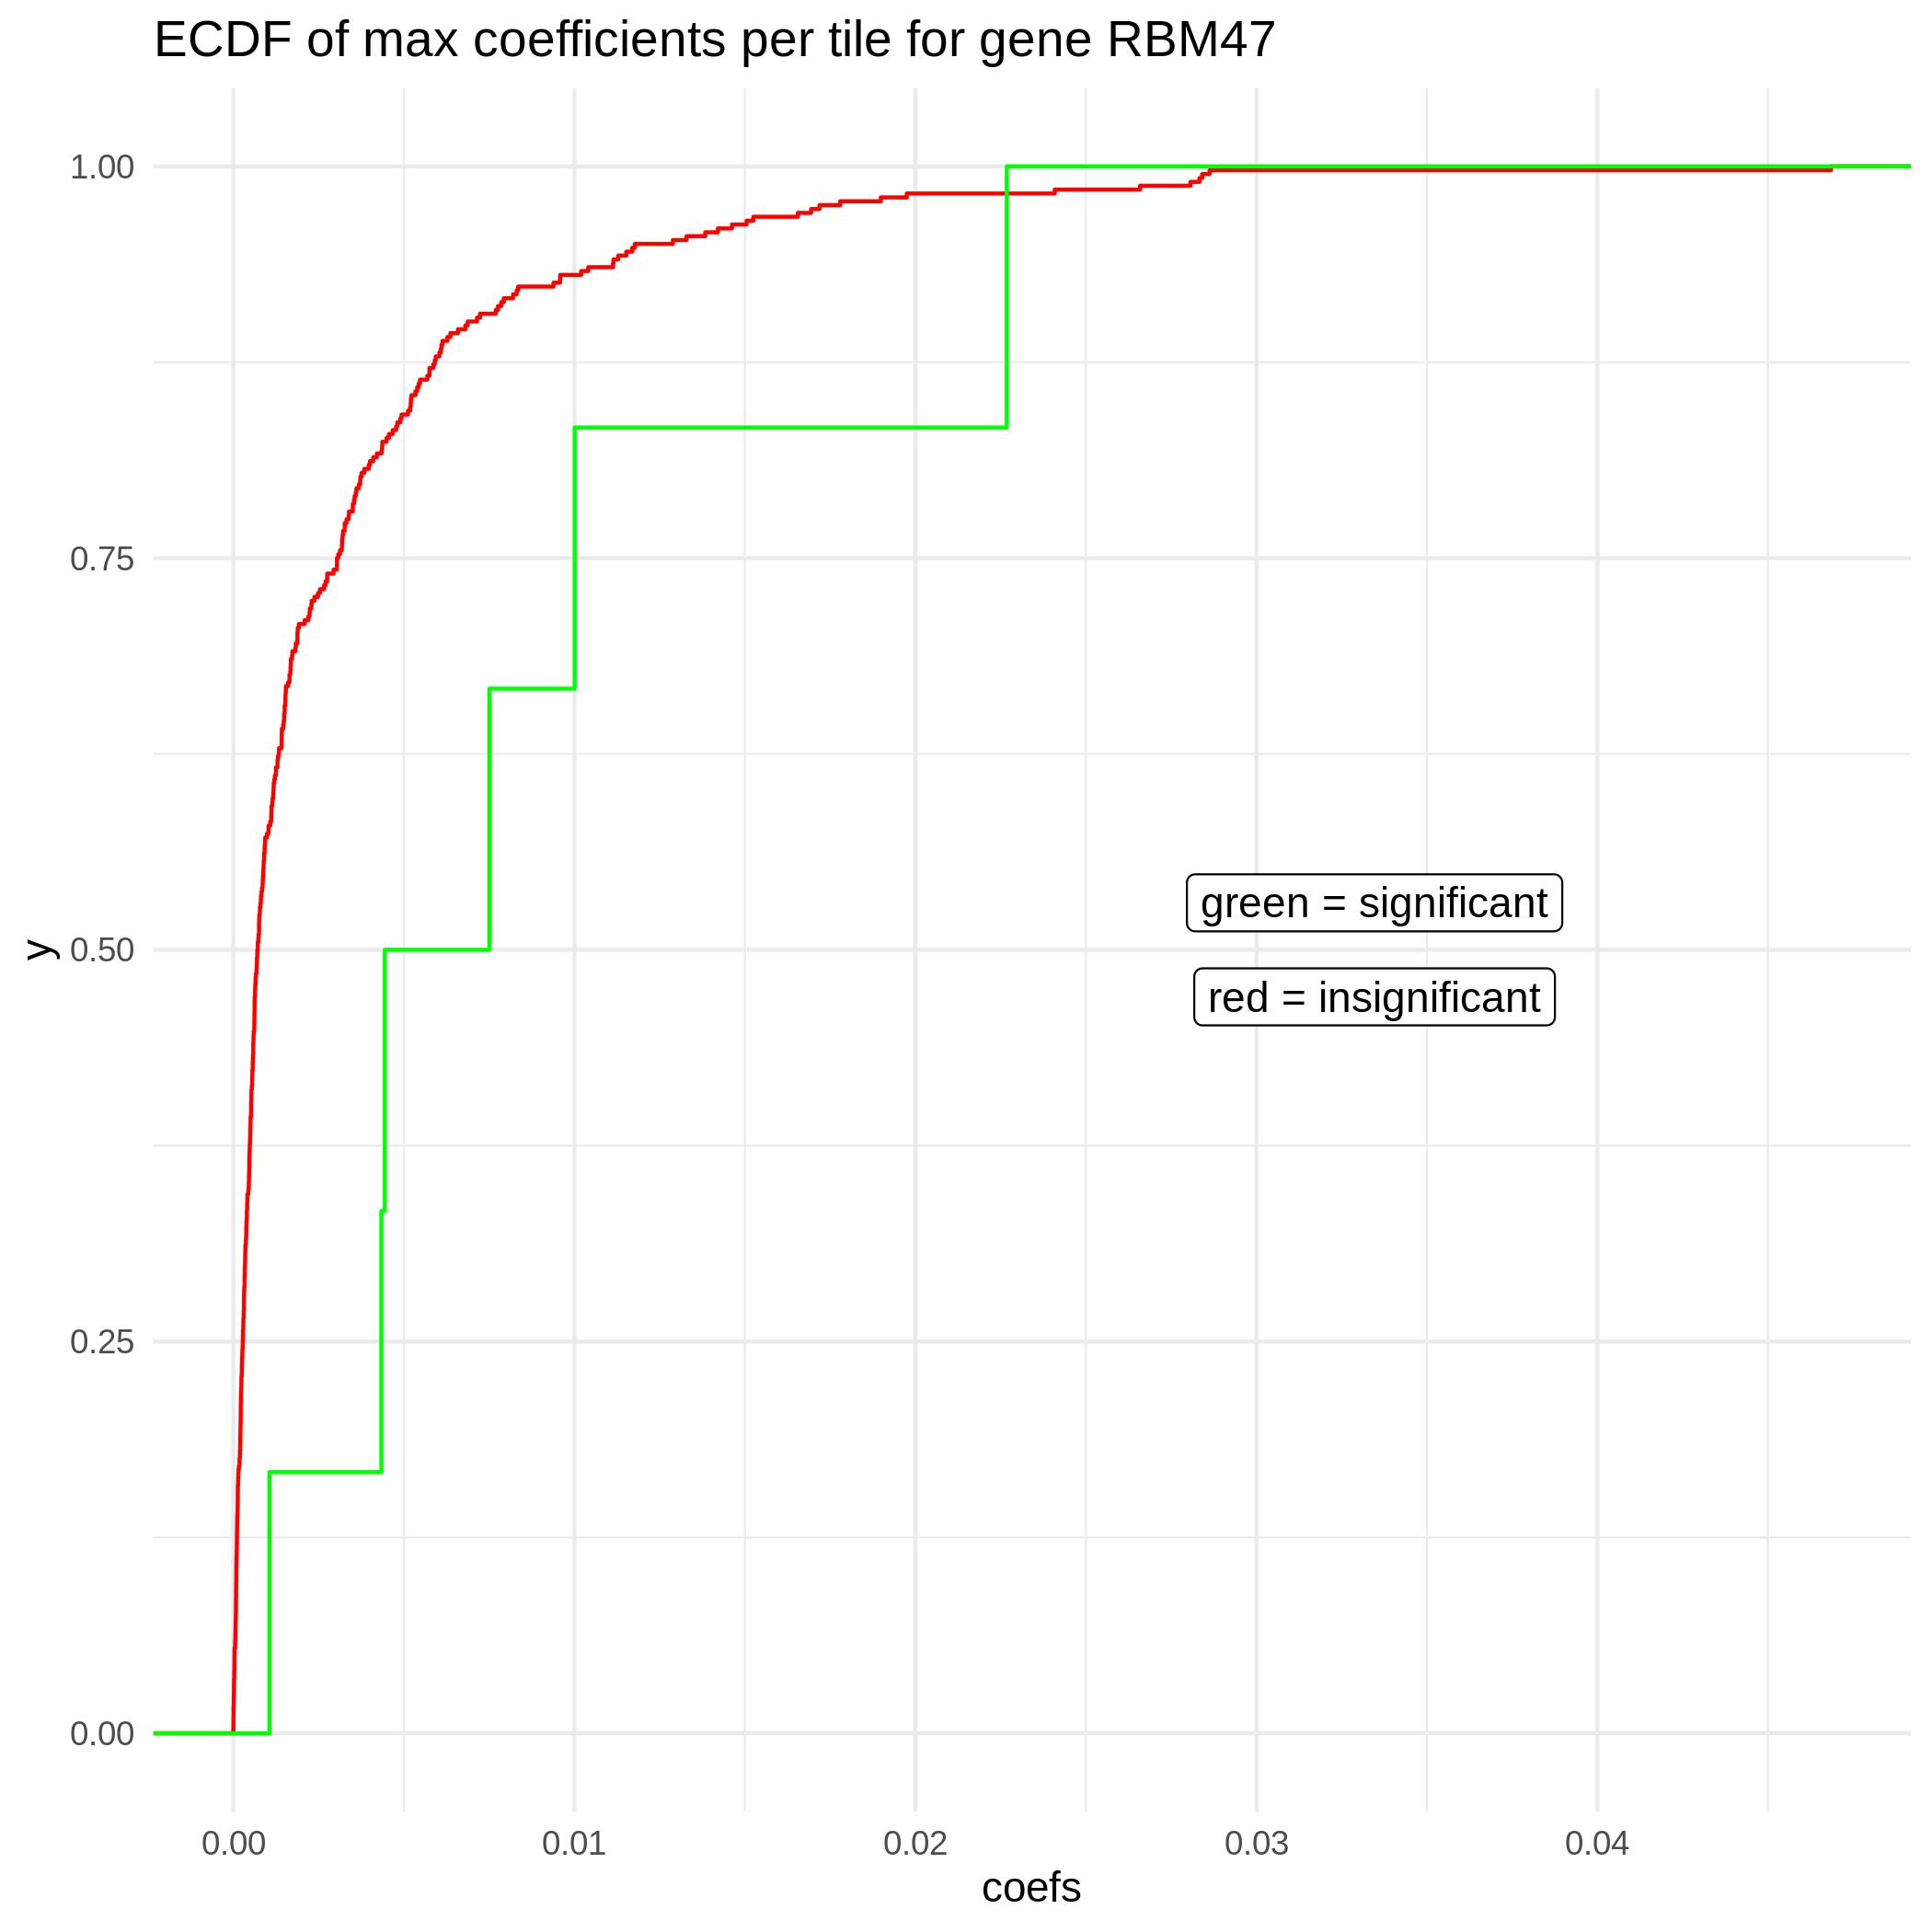 ECDF of max coefficients per tile for gene RBM47
1.00
0.75
0.50
0.25
0.00
y
green = significant
red = insignificant
0.00 0.01 0.02 0.03 0.04
coefs